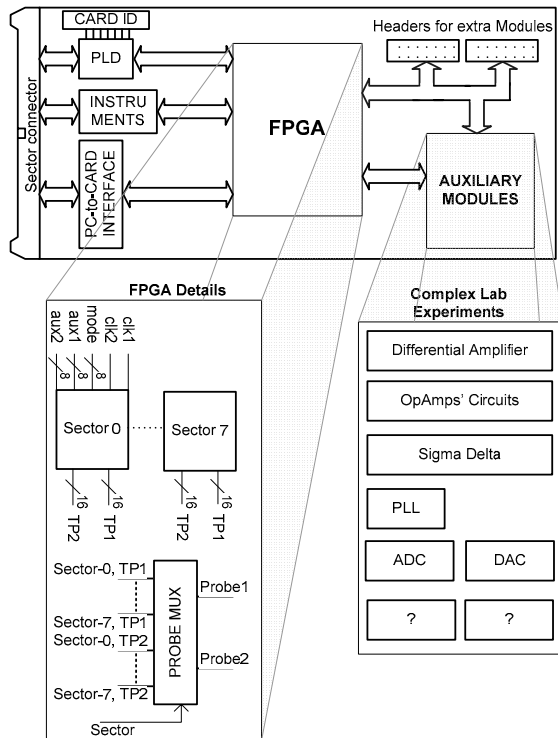 CARD ID
Headers for extra Modules
PLD
Sector connector
INSTRU
MENTS
FPGA
PC-to-CARD
INTERFACE
AUXILIARY
MODULES
FPGA Details
aux2
aux1
mode
clk2
clk1
8
8
8
Sector 0
Sector 7
16
16
16
16
TP2
TP1
TP2
TP1
Sector-0, TP1
Sector-7, TP1
Sector-0, TP2
Sector-7, TP2
PROBE MUX
Probe1
Probe2
Sector
Complex Lab
Experiments
Differential Amplifier
OpAmps' Circuits
Sigma Delta
PLL
ADC
DAC
?
?